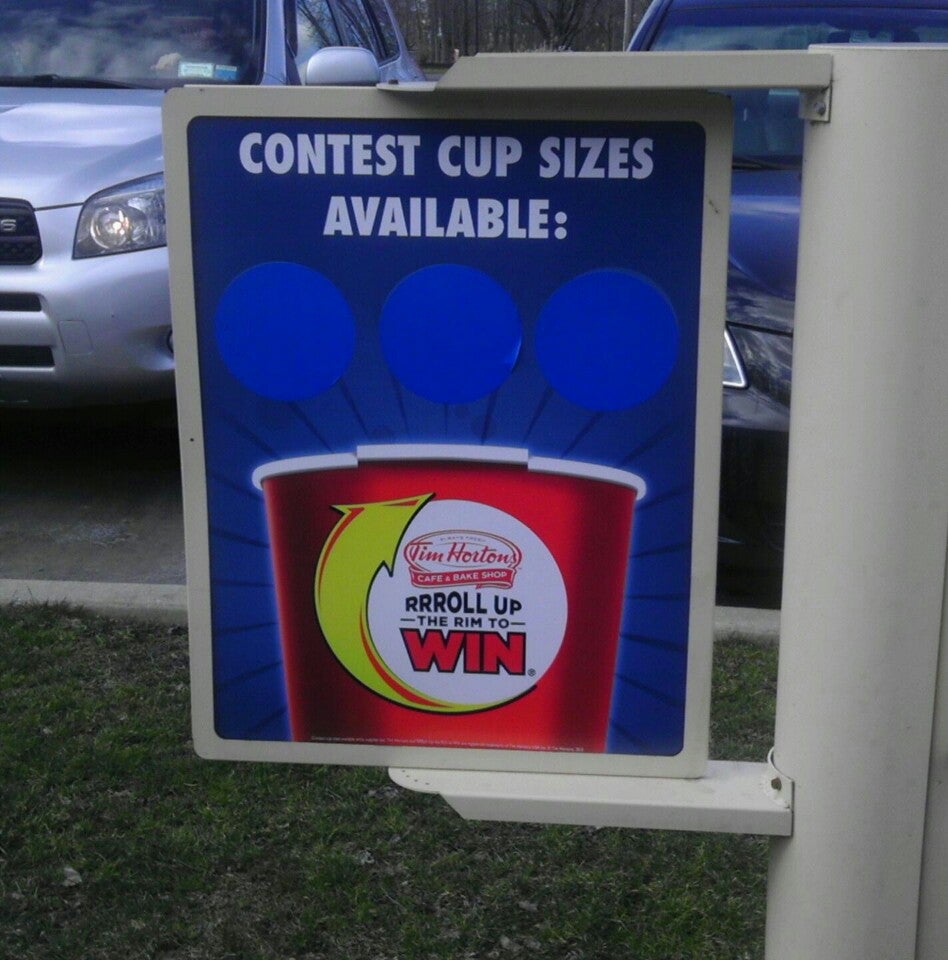 CONTEST CUP SIZES
AVAILABLE:
Tim Hortons
CAFE & BAKE SHOP
RRROLL UP
THE RIM TO
WIN®